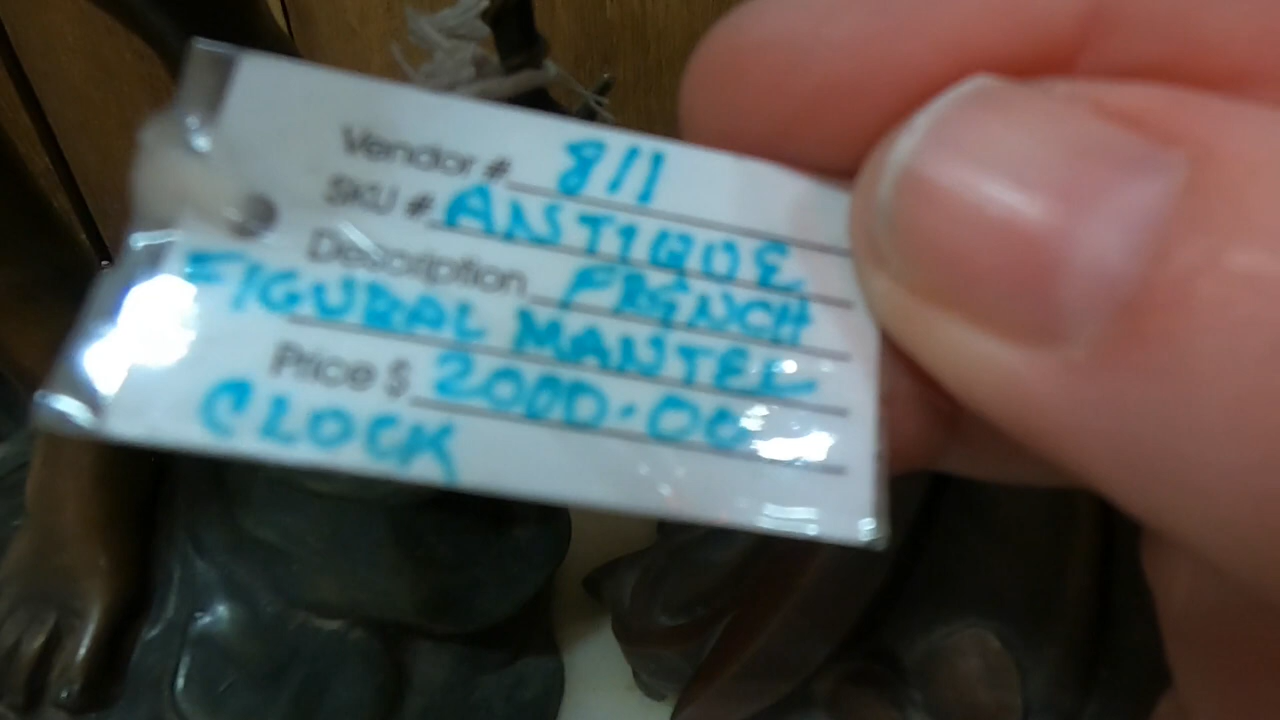 Vendor # 811
SKU # ANTIQUE
Description FRENCH
FIGURAL MANTEL
Price $ 2000.00
CLOCK